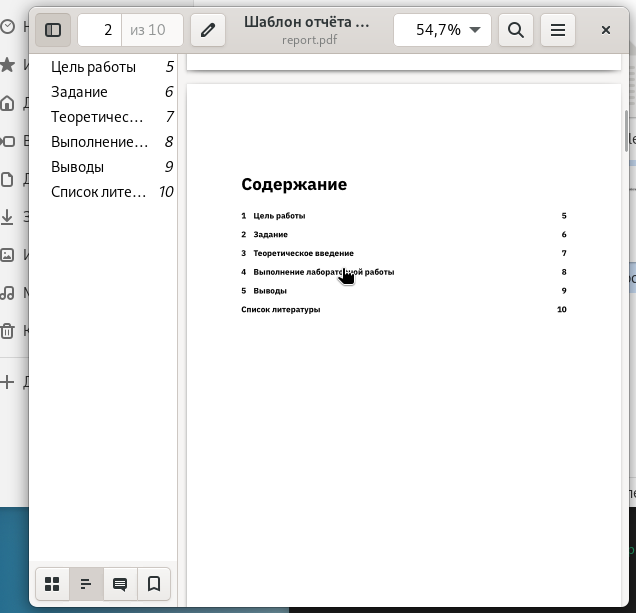 2 из 10
Шаблон отчёта ...
report.pdf
54,7%
Цель работы 5
Задание 6
Теоретичес... 7
Выполнение... 8
Выводы 9
Список лите... 10
Содержание
1 Цель работы 5
2 Задание 6
3 Теоретическое введение 7
4 Выполнение лабораторной работы 8
5 Выводы 9
Список литературы 10